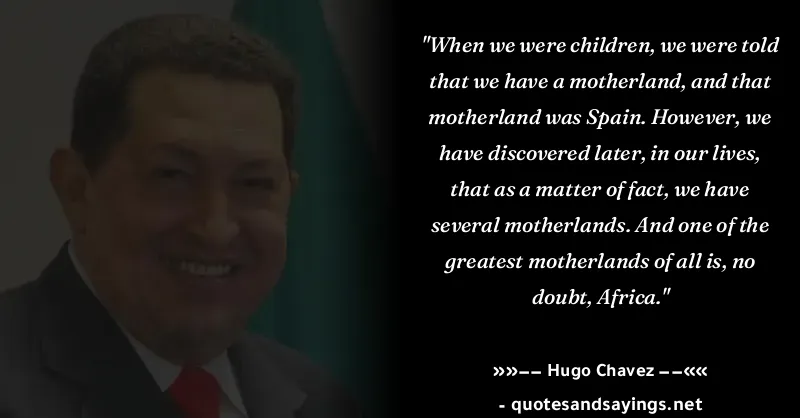 "When we were children, we were told
that we have a motherland, and that
motherland was Spain. However, we
have discovered later, in our lives,
that as a matter of fact, we have
several motherlands. And one of the
greatest motherlands of all is, no
doubt, Africa."
»»−− Hugo Chavez −−««
- quotesandsayings.net